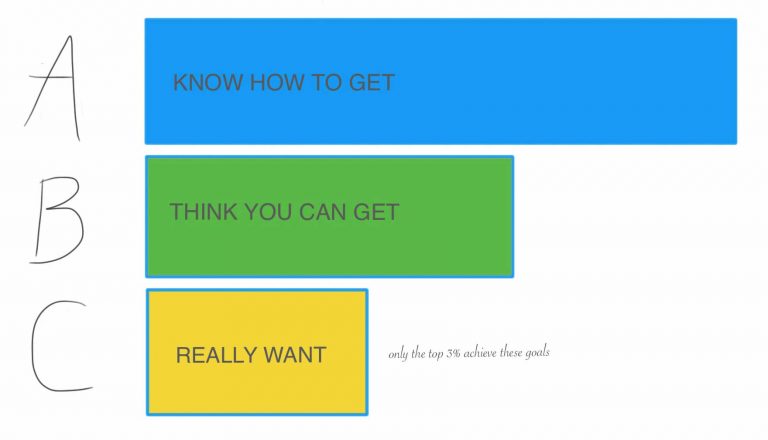 A
KNOW HOW TO GET
B
THINK YOU CAN GET
C
REALLY WANT
only the top 3% achieve these goals